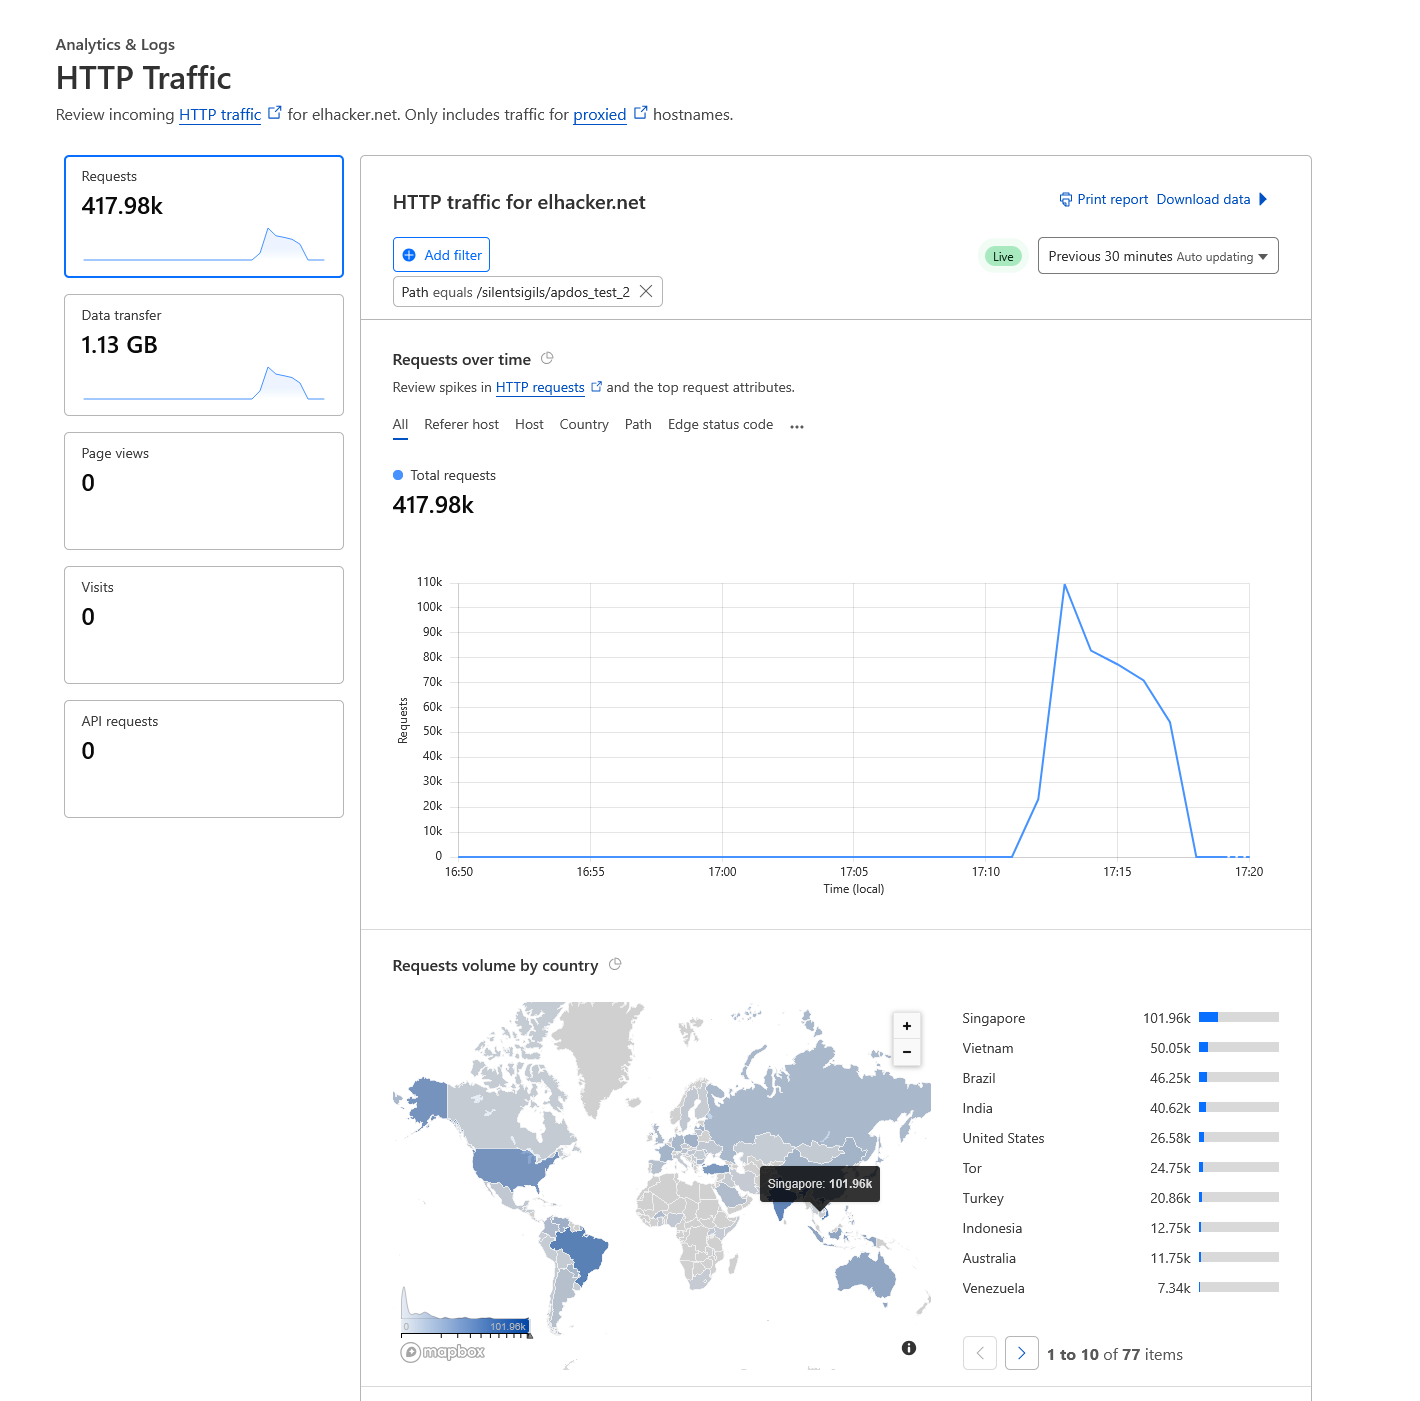 Analytics & Logs
HTTP Traffic
Review incoming HTTP traffic for elhacker.net. Only includes traffic for proxied hostnames.
Requests
417.98k
Data transfer
1.13 GB
Page views
0
Visits
0
API requests
0
HTTP traffic for elhacker.net
Print report Download data
Add filter
Live
Previous 30 minutes Auto updating
Path equals /silentsigils/apdos_test_2
Requests over time
Review spikes in HTTP requests and the top request attributes.
All Referer host Host Country Path Edge status code ...
Total requests
417.98k
110k
100k
90k
80k
70k
60k
50k
40k
30k
20k
10k
0
Requests
16:50 16:55 17:00 17:05 17:10 17:15 17:20
Time (local)
Requests volume by country
+
−
Singapore: 101.96k
0 101.96k
mapbox
Singapore 101.96k
Vietnam 50.05k
Brazil 46.25k
India 40.62k
United States 26.58k
Tor 24.75k
Turkey 20.86k
Indonesia 12.75k
Australia 11.75k
Venezuela 7.34k
1 to 10 of 77 items